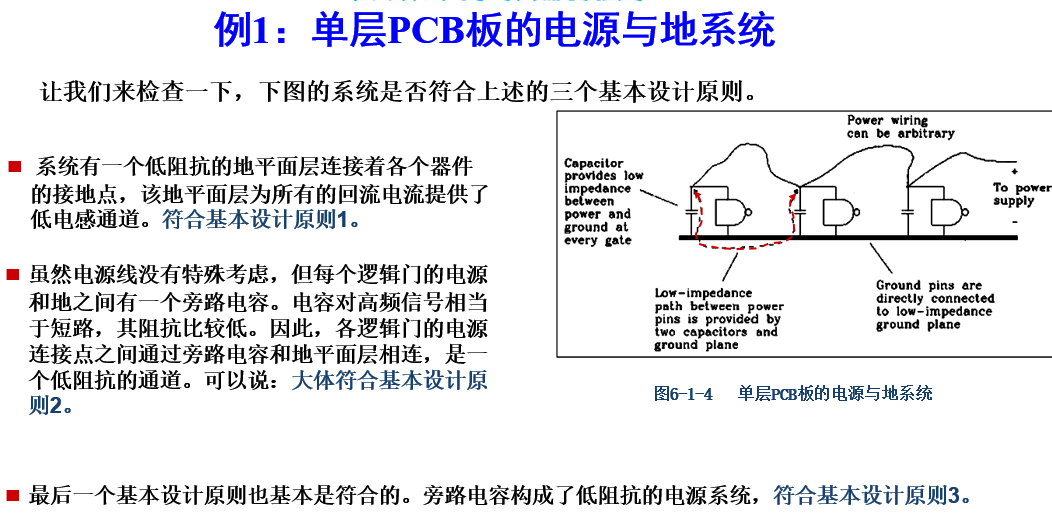 例1：单层PCB板的电源与地系统
让我们来检查一下，下图的系统是否符合上述的三个基本设计原则。
系统有一个低阻抗的地平面层连接着各个器件
的接地点，该地平面层为所有的回流电流提供了
低电感通道。符合基本设计原则1。
虽然电源线没有特殊考虑，但每个逻辑门的电源
和地之间有一个旁路电容。电容对高频信号相当
于短路，其阻抗比较低。因此，各逻辑门的电源
连接点之间通过旁路电容和地平面层相连，是一
个低阻抗的通道。可以说：大体符合基本设计原
则2。
Power wiring
can be arbitrary
Capacitor
provides low
impedance
between
power and
ground at
every gate
+
To power
supply
-
Low-impedance
path between power
pins is provided by
two capacitors and
ground plane
Ground pins are
directly connected
to low-impedance
ground plane
图6-1-4 单层PCB板的电源与地系统
最后一个基本设计原则也基本是符合的。旁路电容构成了低阻抗的电源系统，符合基本设计原则3。